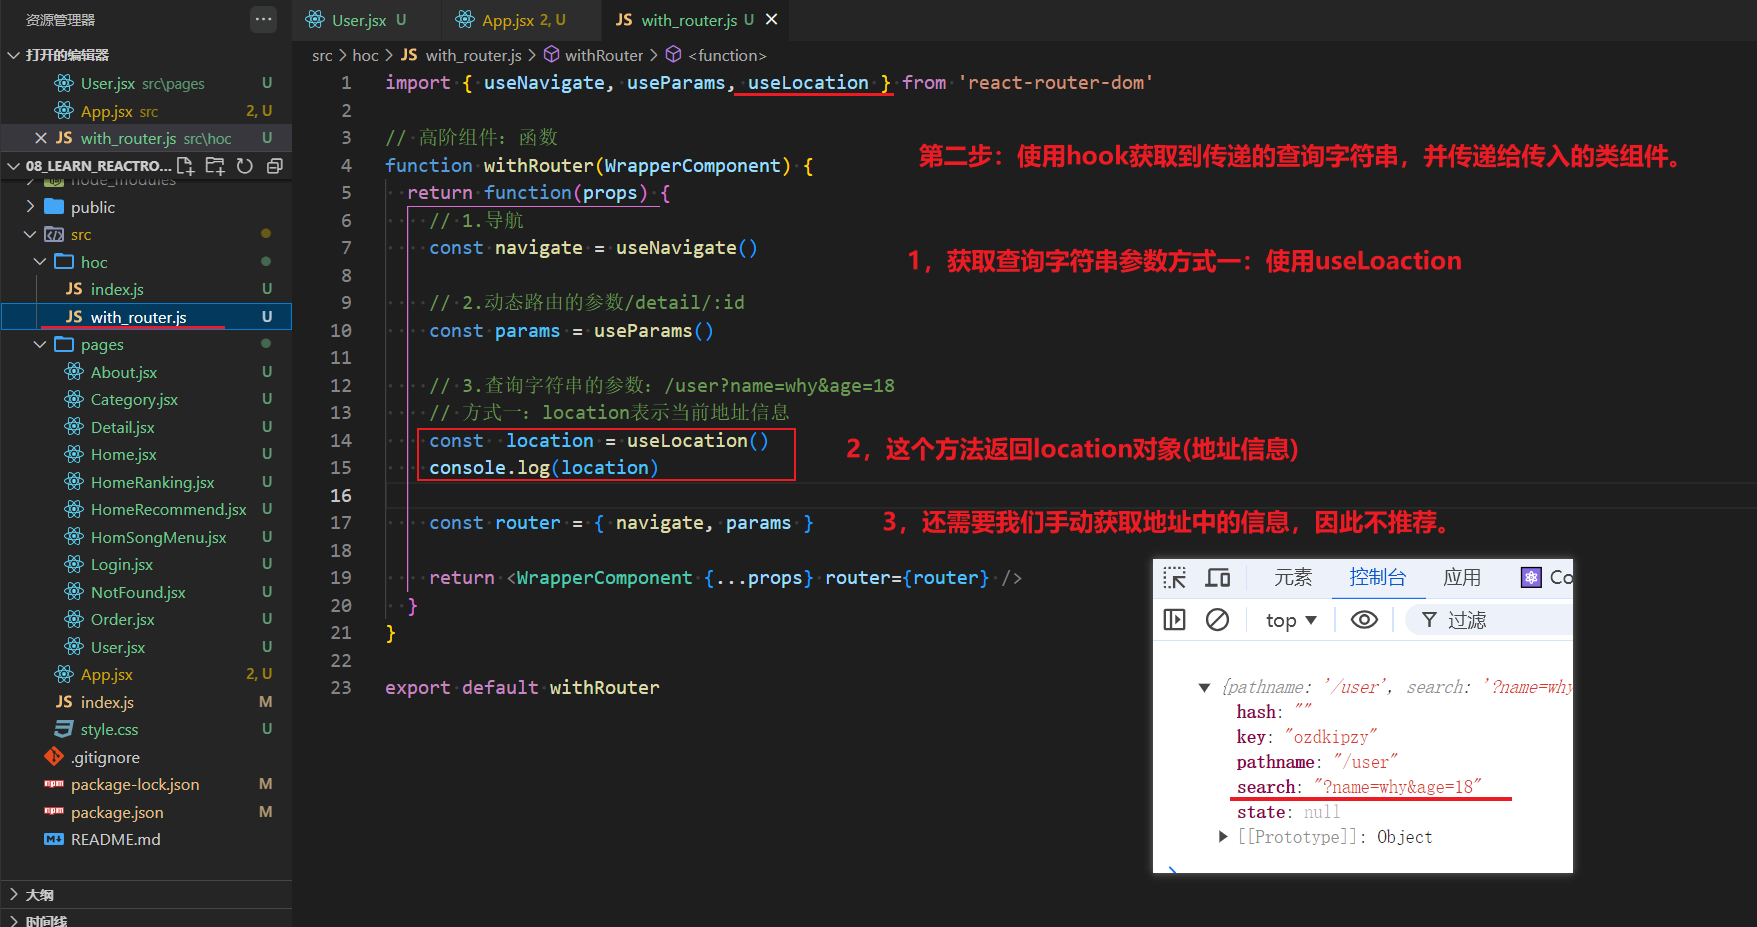 资源管理器
···
User.jsx U
App.jsx 2, U
JS with_router.js U
打开的编辑器
src > hoc > JS with_router.js > withRouter > <function>
User.jsx src\pages U
App.jsx src 2, U
JS with_router.js src\hoc U
08_LEARN_REACTRO...
node_modules
public
src
hoc
JS index.js U
JS with_router.js U
pages
About.jsx U
Category.jsx U
Detail.jsx U
Home.jsx U
HomeRanking.jsx U
HomeRecommend.jsx U
HomSongMenu.jsx U
Login.jsx U
NotFound.jsx U
Order.jsx U
User.jsx U
App.jsx 2, U
JS index.js M
style.css U
.gitignore
package-lock.json M
package.json M
README.md
大纲
时间线
1 import { useNavigate, useParams, useLocation } from 'react-router-dom'
2
3 // 高阶组件: 函数
4 function withRouter(WrapperComponent) {
5 return function(props) {
6 // 1.导航
7 const navigate = useNavigate()
8
9 // 2.动态路由的参数/detail/:id
10 const params = useParams()
11
12 // 3.查询字符串的参数: /user?name=why&age=18
13 // 方式一: location表示当前地址信息
14 const location = useLocation()
15 console.log(location)
16
17 const router = { navigate, params }
18
19 return <WrapperComponent {...props} router={router} />
20 }
21 }
22
23 export default withRouter
第二步：使用hook获取到传递的查询字符串，并传递给传入的类组件。
1，获取查询字符串参数方式一：使用useLoaction
2，这个方法返回location对象(地址信息)
3，还需要我们手动获取地址中的信息，因此不推荐。
元素 控制台 应用 Co
top ▼ 过滤
▼ {pathname: '/user', search: '?name=why
hash: ""
key: "ozdkipzy"
pathname: "/user"
search: "?name=why&age=18"
state: null
▶ [[Prototype]]: Object